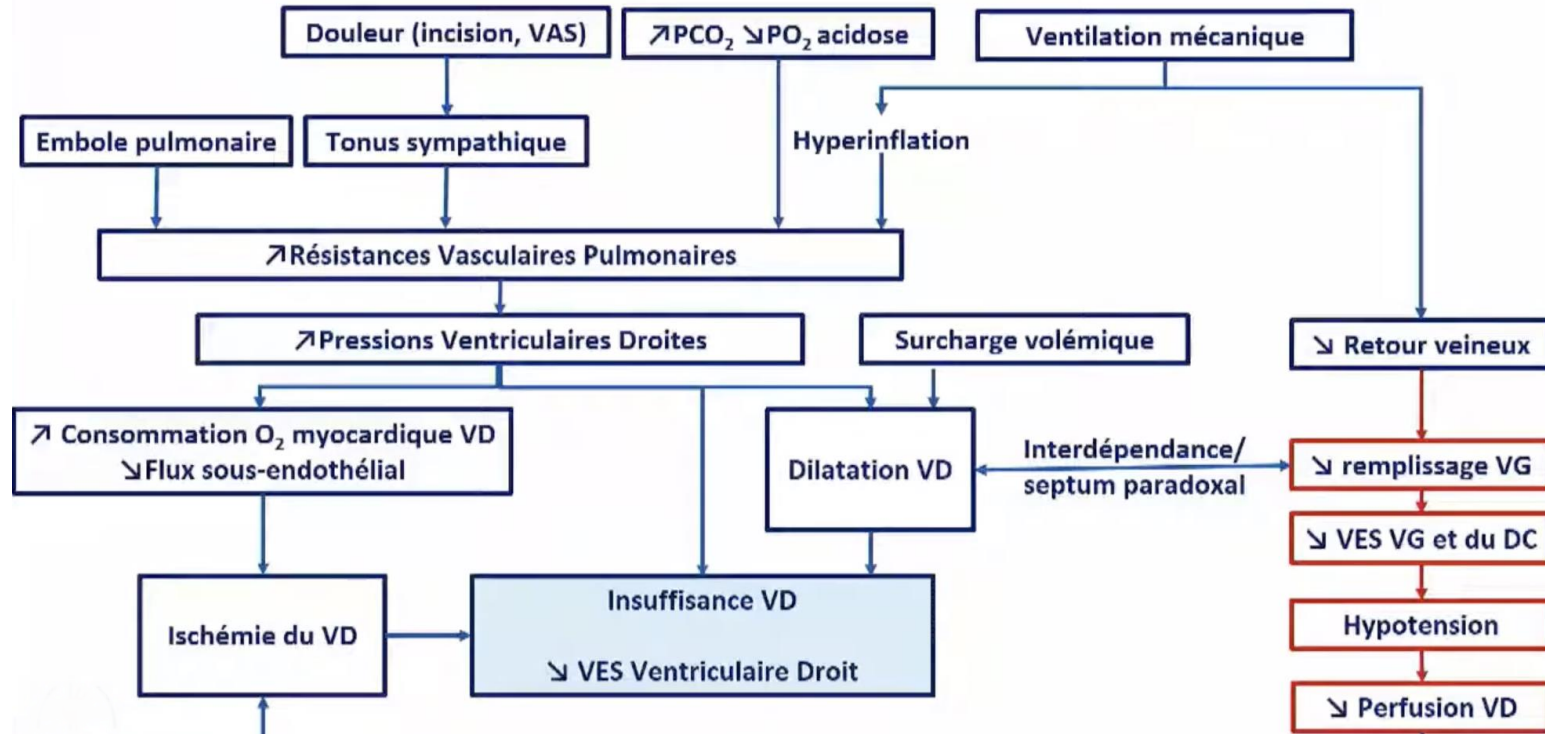 Douleur (incision, VAS)
↗PCO₂ ↘PO₂ acidose
Ventilation mécanique
Embole pulmonaire
Tonus sympathique
Hyperinflation
↗Résistances Vasculaires Pulmonaires
↗Pressions Ventriculaires Droites
Surcharge volémique
↘ Retour veineux
↗ Consommation O₂ myocardique VD
↘Flux sous-endothélial
Dilatation VD
Interdépendance/
septum paradoxal
↘ remplissage VG
↘ VES VG et du DC
Ischémie du VD
Insuffisance VD
↘ VES Ventriculaire Droit
Hypotension
↘ Perfusion VD